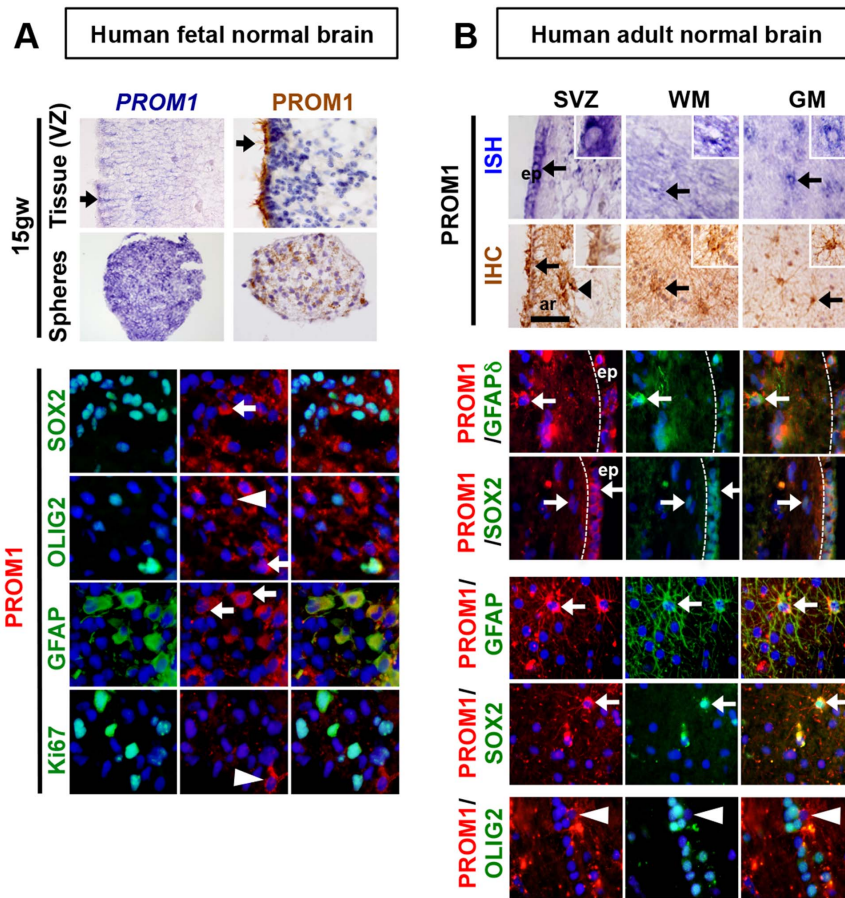 A
Human fetal normal brain
PROM1
PROM1
15gw
Tissue (VZ)
Spheres
PROM1
SOX2
OLIG2
GFAP
Ki67
B
Human adult normal brain
SVZ
WM
GM
PROM1
ISH
ep
IHC
ar
PROM1
/GFAPδ
ep
PROM1
/SOX2
ep
PROM1/
GFAP
PROM1/
SOX2
PROM1/
OLIG2